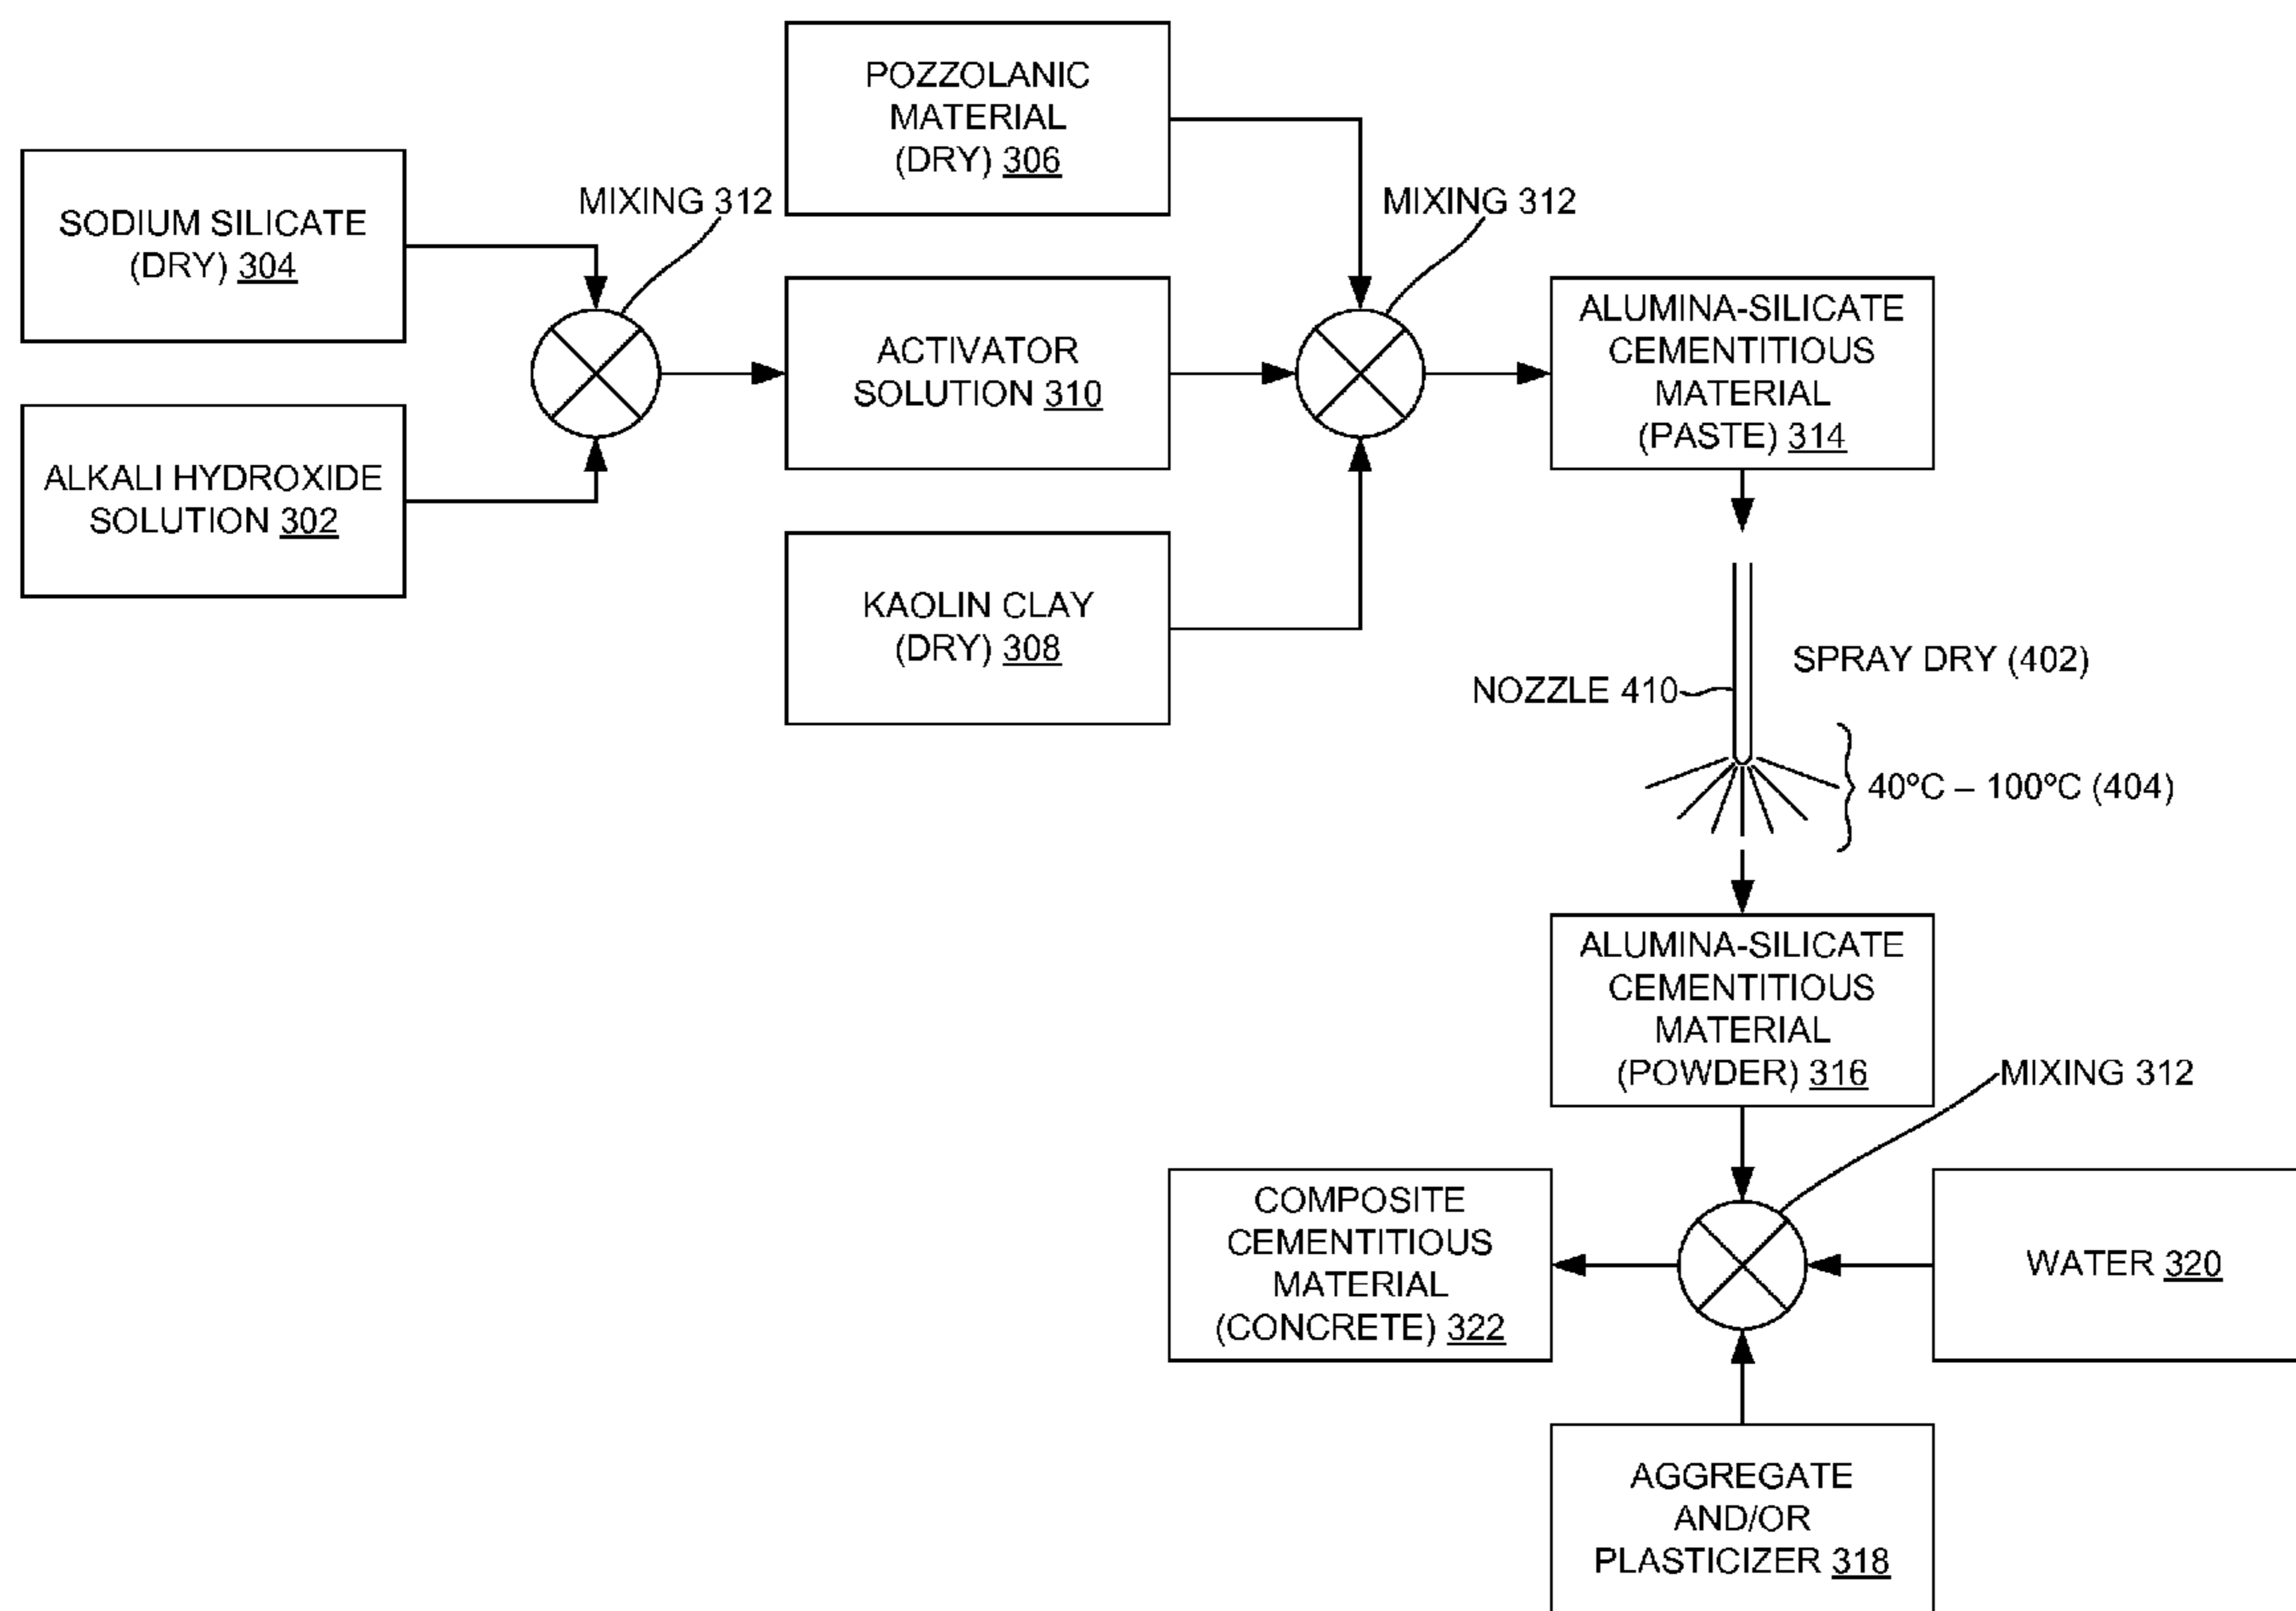 POZZOLANIC
MATERIAL
(DRY) 306
SODIUM SILICATE
(DRY) 304
MIXING 312
MIXING 312
ALKALI HYDROXIDE
SOLUTION 302
ACTIVATOR
SOLUTION 310
ALUMINA-SILICATE
CEMENTITIOUS
MATERIAL
(PASTE) 314
KAOLIN CLAY
(DRY) 308
SPRAY DRY (402)
NOZZLE 410
40ºC – 100ºC (404)
ALUMINA-SILICATE
CEMENTITIOUS
MATERIAL
(POWDER) 316
MIXING 312
COMPOSITE
CEMENTITIOUS
MATERIAL
(CONCRETE) 322
WATER 320
AGGREGATE
AND/OR
PLASTICIZER 318